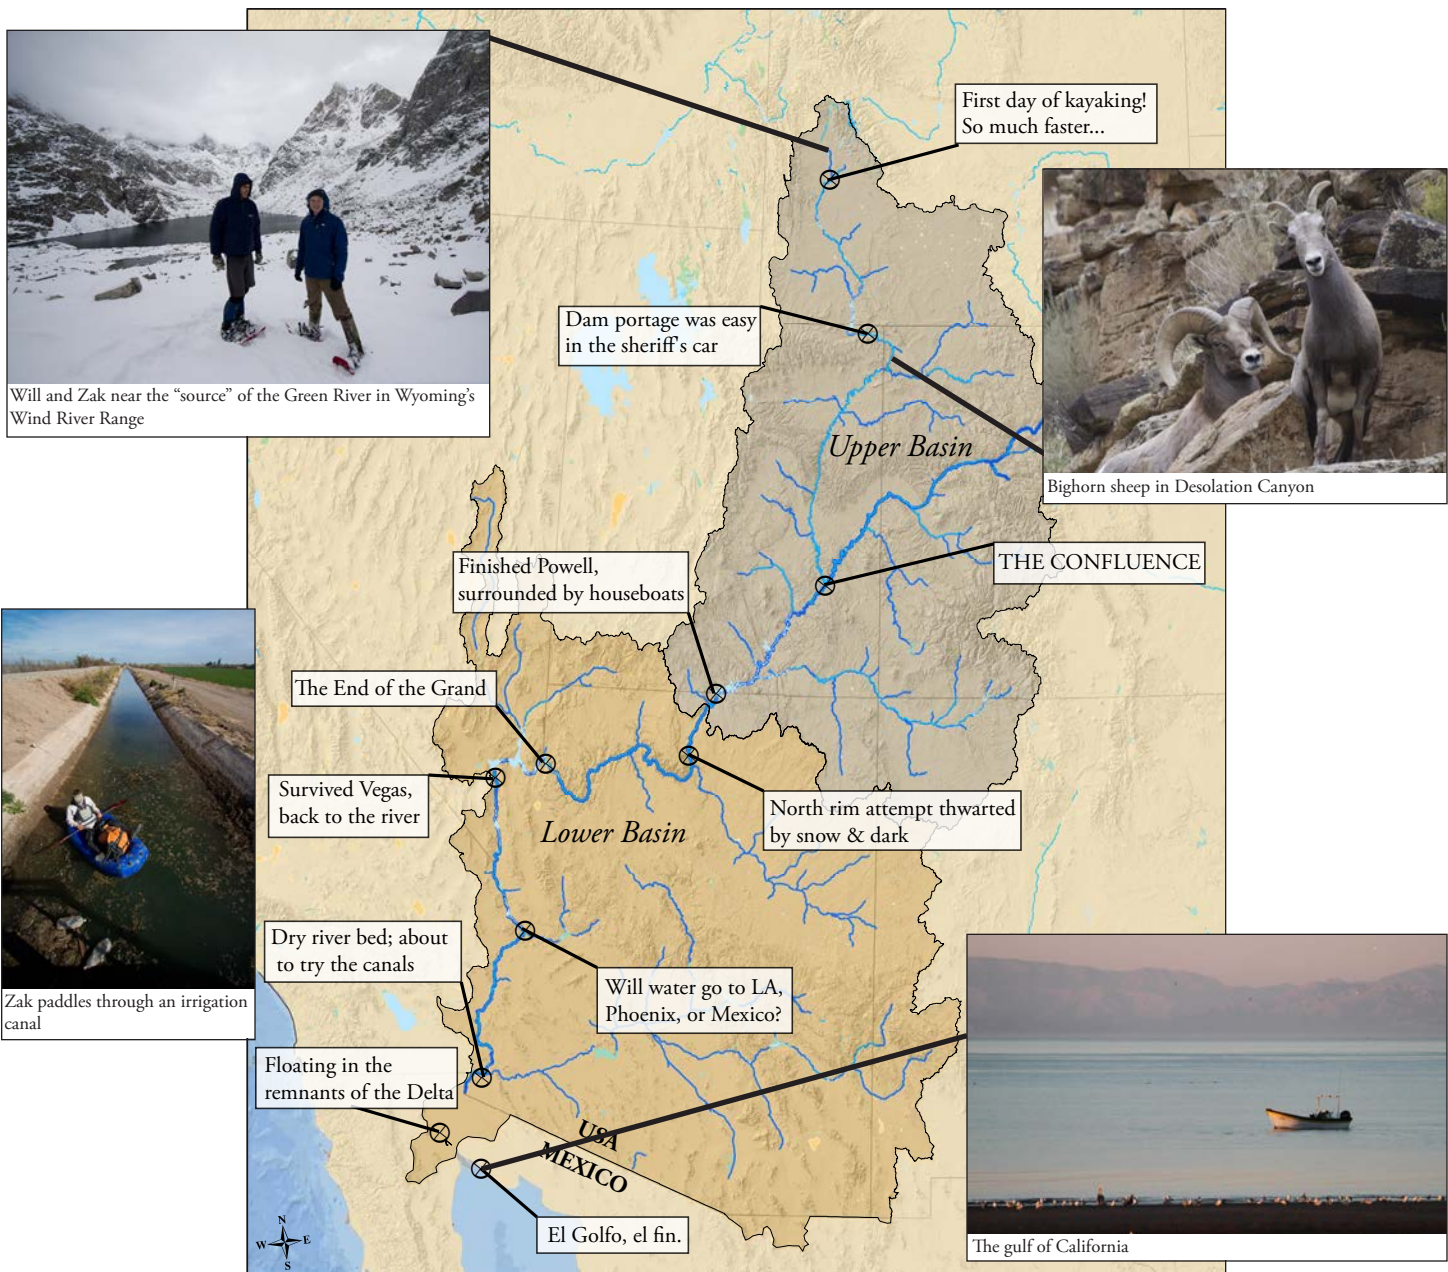 First day of kayaking!
So much faster...
Dam portage was easy
in the sheriff's car
Will and Zak near the “source” of the Green River in Wyoming’s
Wind River Range
Upper Basin
Bighorn sheep in Desolation Canyon
THE CONFLUENCE
Finished Powell,
surrounded by houseboats
The End of the Grand
Survived Vegas,
back to the river
North rim attempt thwarted
by snow & dark
Lower Basin
Dry river bed; about
to try the canals
Will water go to LA,
Phoenix, or Mexico?
Zak paddles through an irrigation
canal
Floating in the
remnants of the Delta
USA
MEXICO
El Golfo, el fin.
The gulf of California
N
W E
S